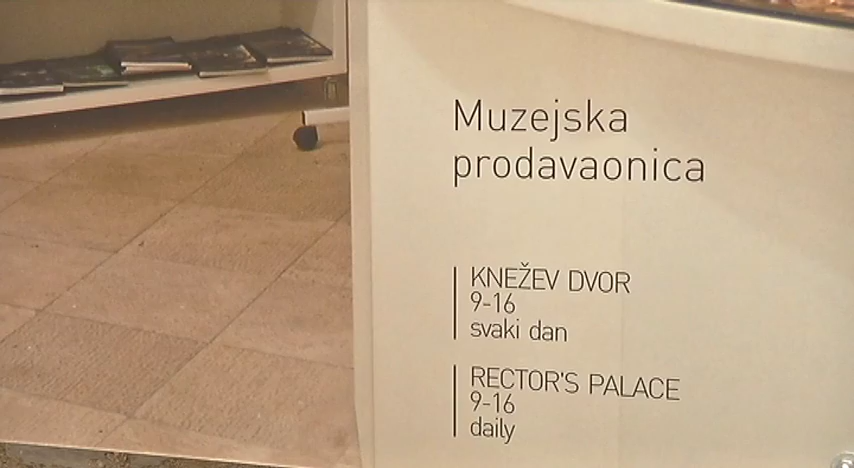 Muzejska
prodavaonica
KNEŽEV DVOR
9-16
svaki dan
RECTOR'S PALACE
9-16
daily